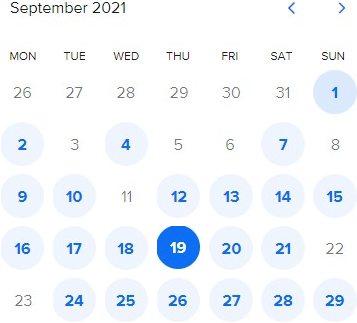 September 2021
MON TUE WED THU FRI SAT SUN
26 27 28 29 30 31 1
2 3 4 5 6 7 8
9 10 11 12 13 14 15
16 17 18 19 20 21 22
23 24 25 26 27 28 29